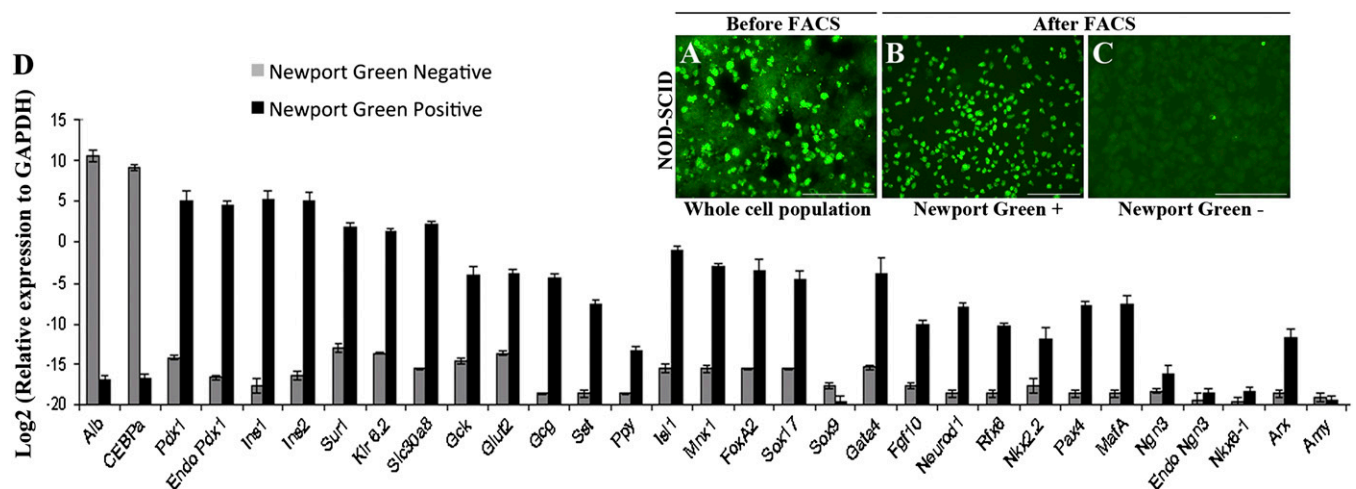 Before FACS
After FACS
D
A
B
C
Newport Green Negative
Newport Green Positive
NOD-SCID
Whole cell population
Newport Green +
Newport Green -
Log2 (Relative expression to GAPDH)
15
10
5
0
-5
-10
-15
-20
Alb
CEBPa
Pdx1
Endo Pdx1
Ins1
Ins2
Sur1
KIr 6.2
Slc30a8
Gck
Glut2
Gcg
Sst
Ppy
Isl-1
Mnx1
FoxA2
Sox17
Sox9
Gata4
Fgf10
Neurod1
Rfx6
Nkx2.2
Pax4
MafA
Ngn3
Endo Ngn3
Nkx6-1
Arx
Amy